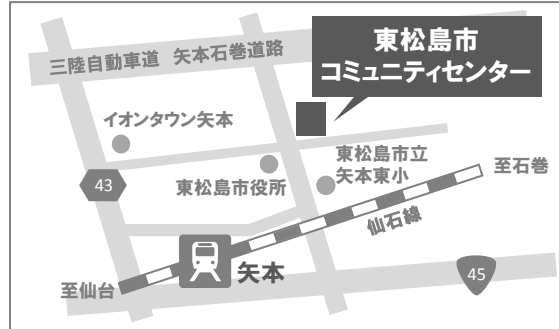 三陸自動車道 矢本石巻道路
東松島市
コミュニティセンター
イオンタウン矢本
東松島市役所
東松島市立
矢本東小
至石巻
43
仙石線
矢本
至仙台
45